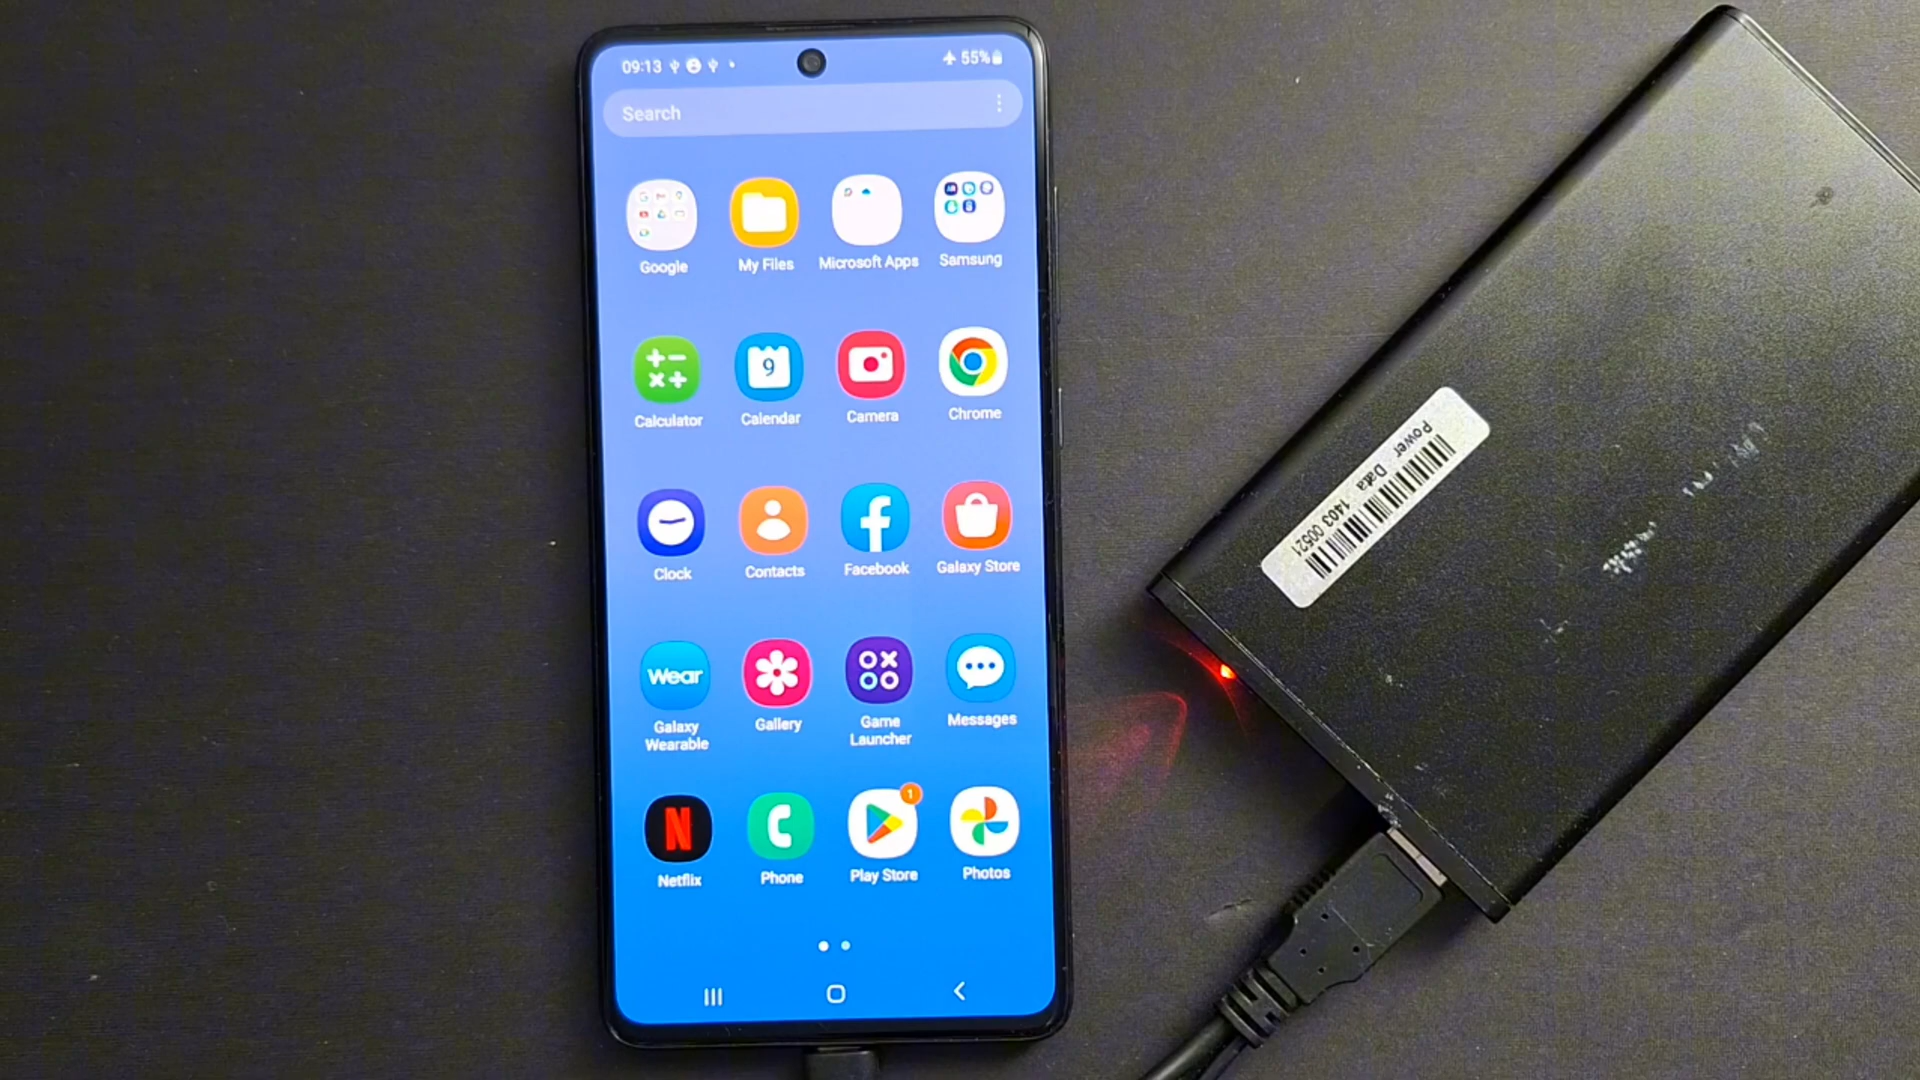 09:13
55%
Search
Google
My Files
Microsoft Apps
Samsung
9
Calculator
Calendar
Camera
Chrome
Clock
Contacts
Facebook
Galaxy Store
Wear
Galaxy
Wearable
Gallery
Game
Launcher
Messages
1
Netflix
Phone
Play Store
Photos
Power Data 1403 00521